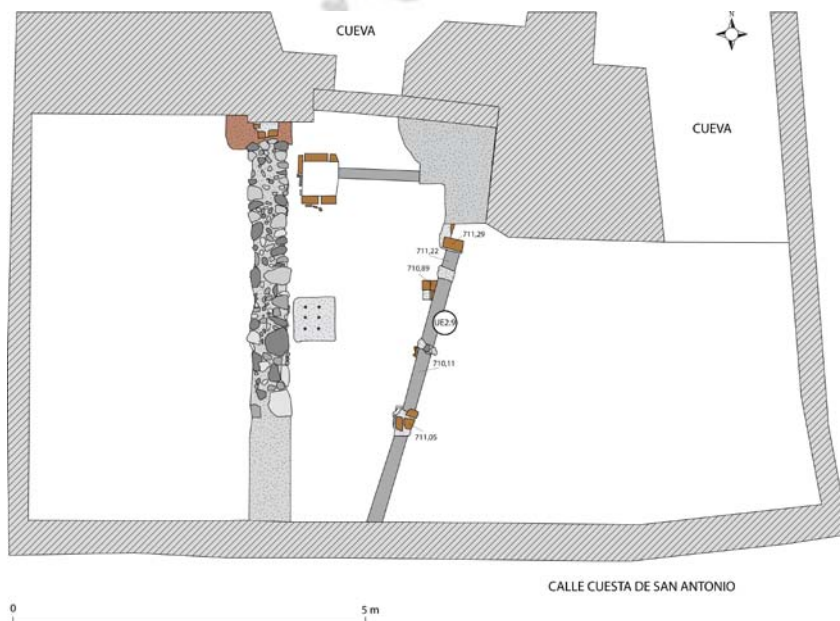 CUEVA
N
CUEVA
711,29
711,22
710,89
UE2.9
710,11
711,05
CALLE CUESTA DE SAN ANTONIO
0 5 m